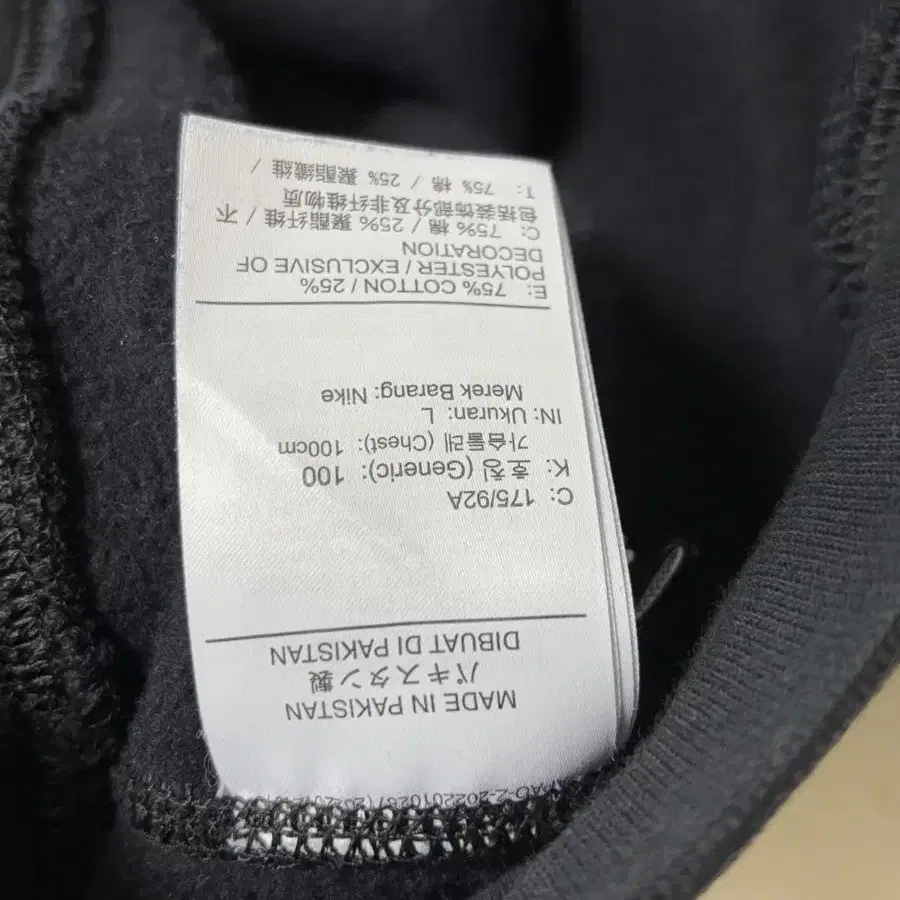 MADE IN PAKISTAN
パキスタン製
DIBUAT DI PAKISTAN
C: 175/92A
K: 호칭 (Generic): 100
가슴둘레 (Chest): 100cm
IN: Ukuran: L
Merek Barang: Nike
E: 75% COTTON / 25%
POLYESTER / EXCLUSIVE OF
DECORATION
C: 75% 棉 / 25% 聚酯纤维 / 不
包括装饰部分及非纤维物质
T: 75% 棉 / 25% 聚酯纖維 /